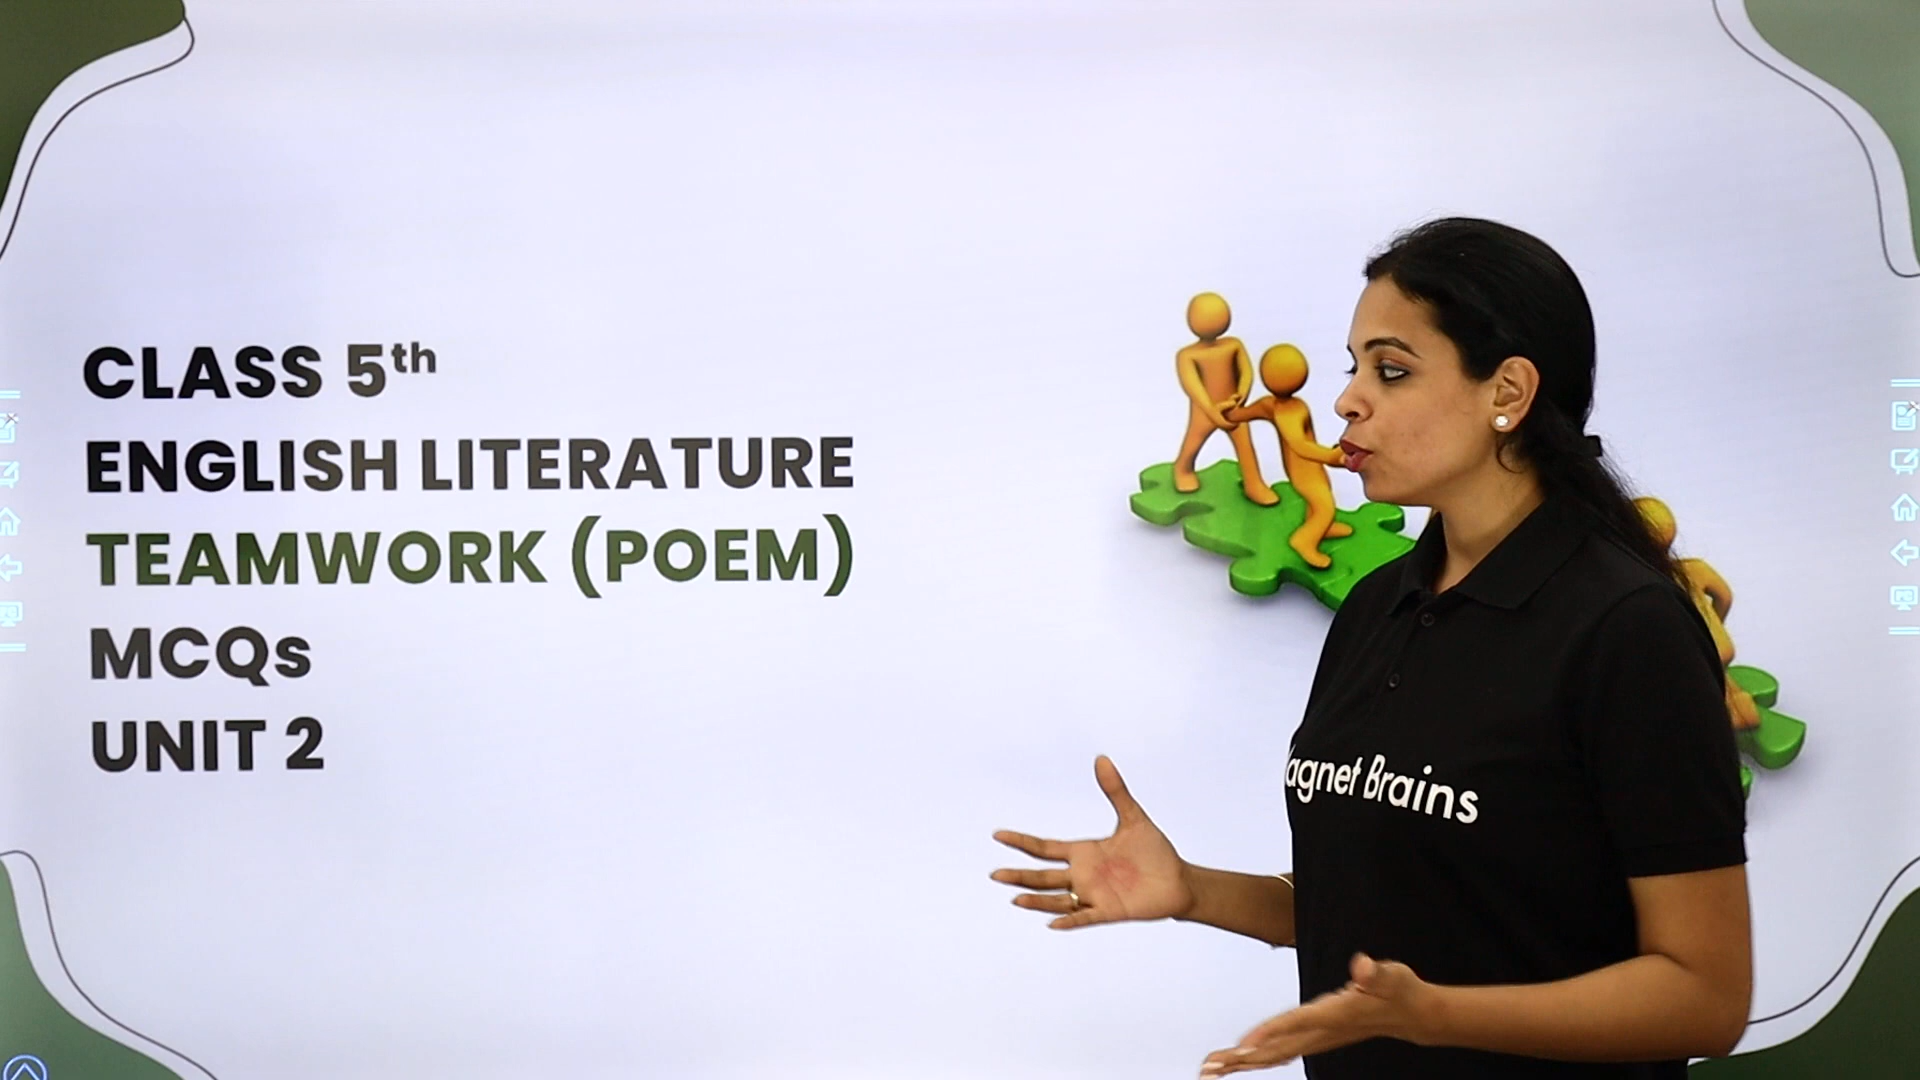 CLASS 5th
ENGLISH LITERATURE
TEAMWORK (POEM)
MCQs
UNIT 2
agnet Brains